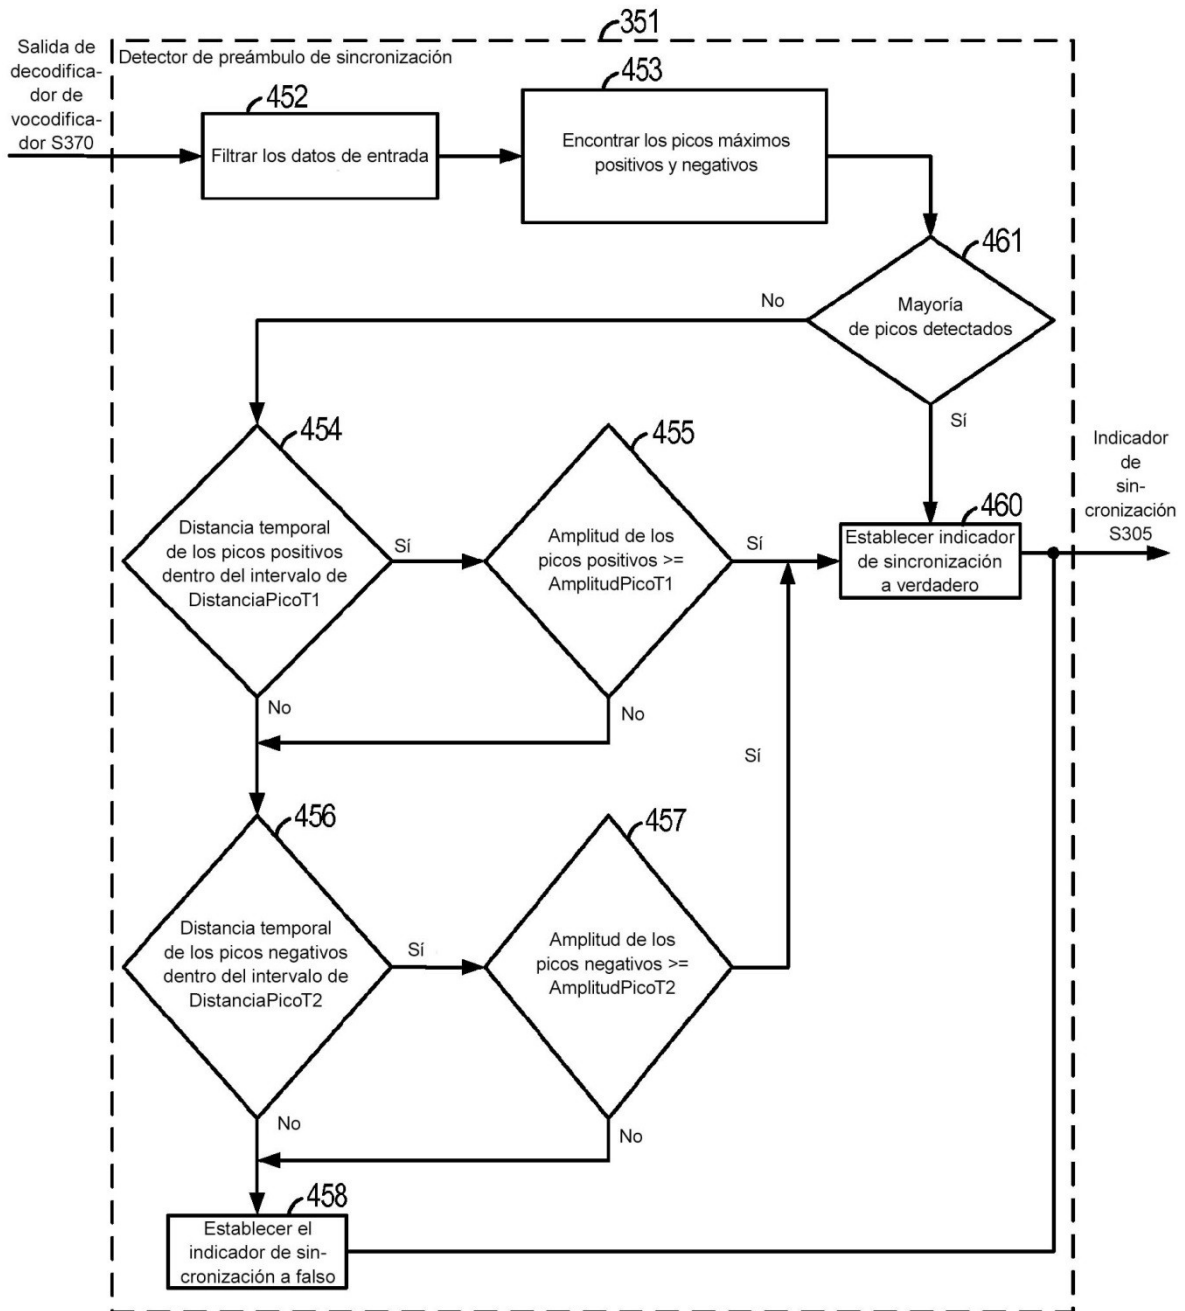 351
Salida de
decodifica-
dor de
vocodifica-
dor S370
Detector de preámbulo de sincronización
452
Filtrar los datos de entrada
453
Encontrar los picos máximos
positivos y negativos
461
Mayoría
de picos detectados
No
Sí
454
Distancia temporal
de los picos positivos
dentro del intervalo de
DistanciaPicoT1
Sí
No
455
Amplitud de los
picos positivos >=
AmplitudPicoT1
Sí
No
460
Establecer indicador
de sincronización
a verdadero
Indicador
de
sin-
cronización
S305
456
Distancia temporal
de los picos negativos
dentro del intervalo de
DistanciaPicoT2
Sí
No
457
Amplitud de los
picos negativos >=
AmplitudPicoT2
Sí
No
458
Establecer el
indicador de sin-
cronización a falso